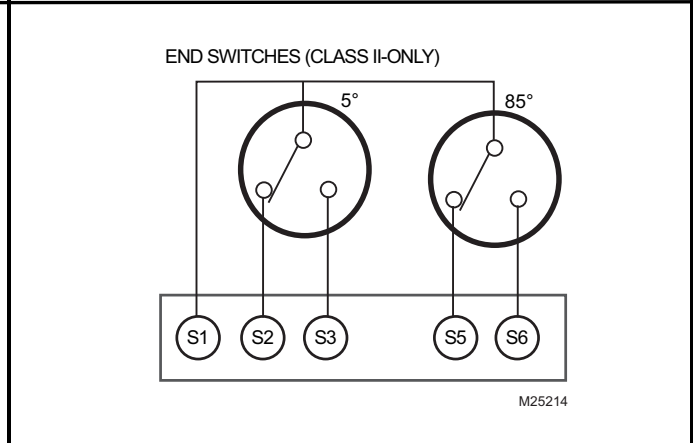 END SWITCHES (CLASS II-ONLY)
5°
85°
S1 S2 S3 S5 S6
M25214